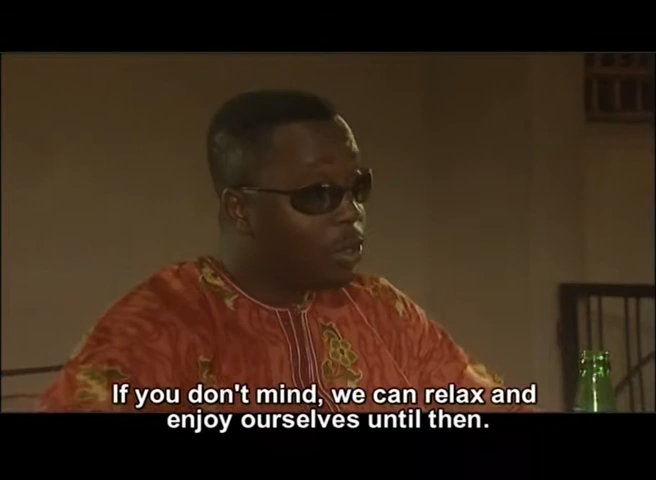 If you don't mind, we can relax and
enjoy ourselves until then.